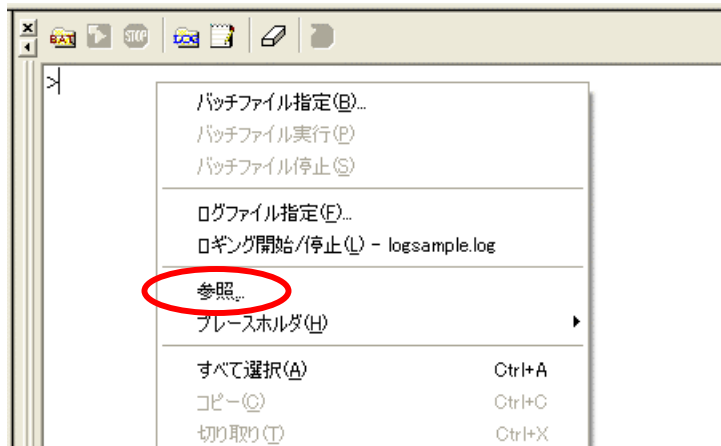 BAT
STOP
LOG
>
バッチファイル指定(B)...
バッチファイル実行(P)
バッチファイル停止(S)
ログファイル指定(F)...
ロギング開始/停止(L) - logsample.log
参照...
プレースホルダ(H)
すべて選択(A) Ctrl+A
コピー(C) Ctrl+C
切り取り(T) Ctrl+X